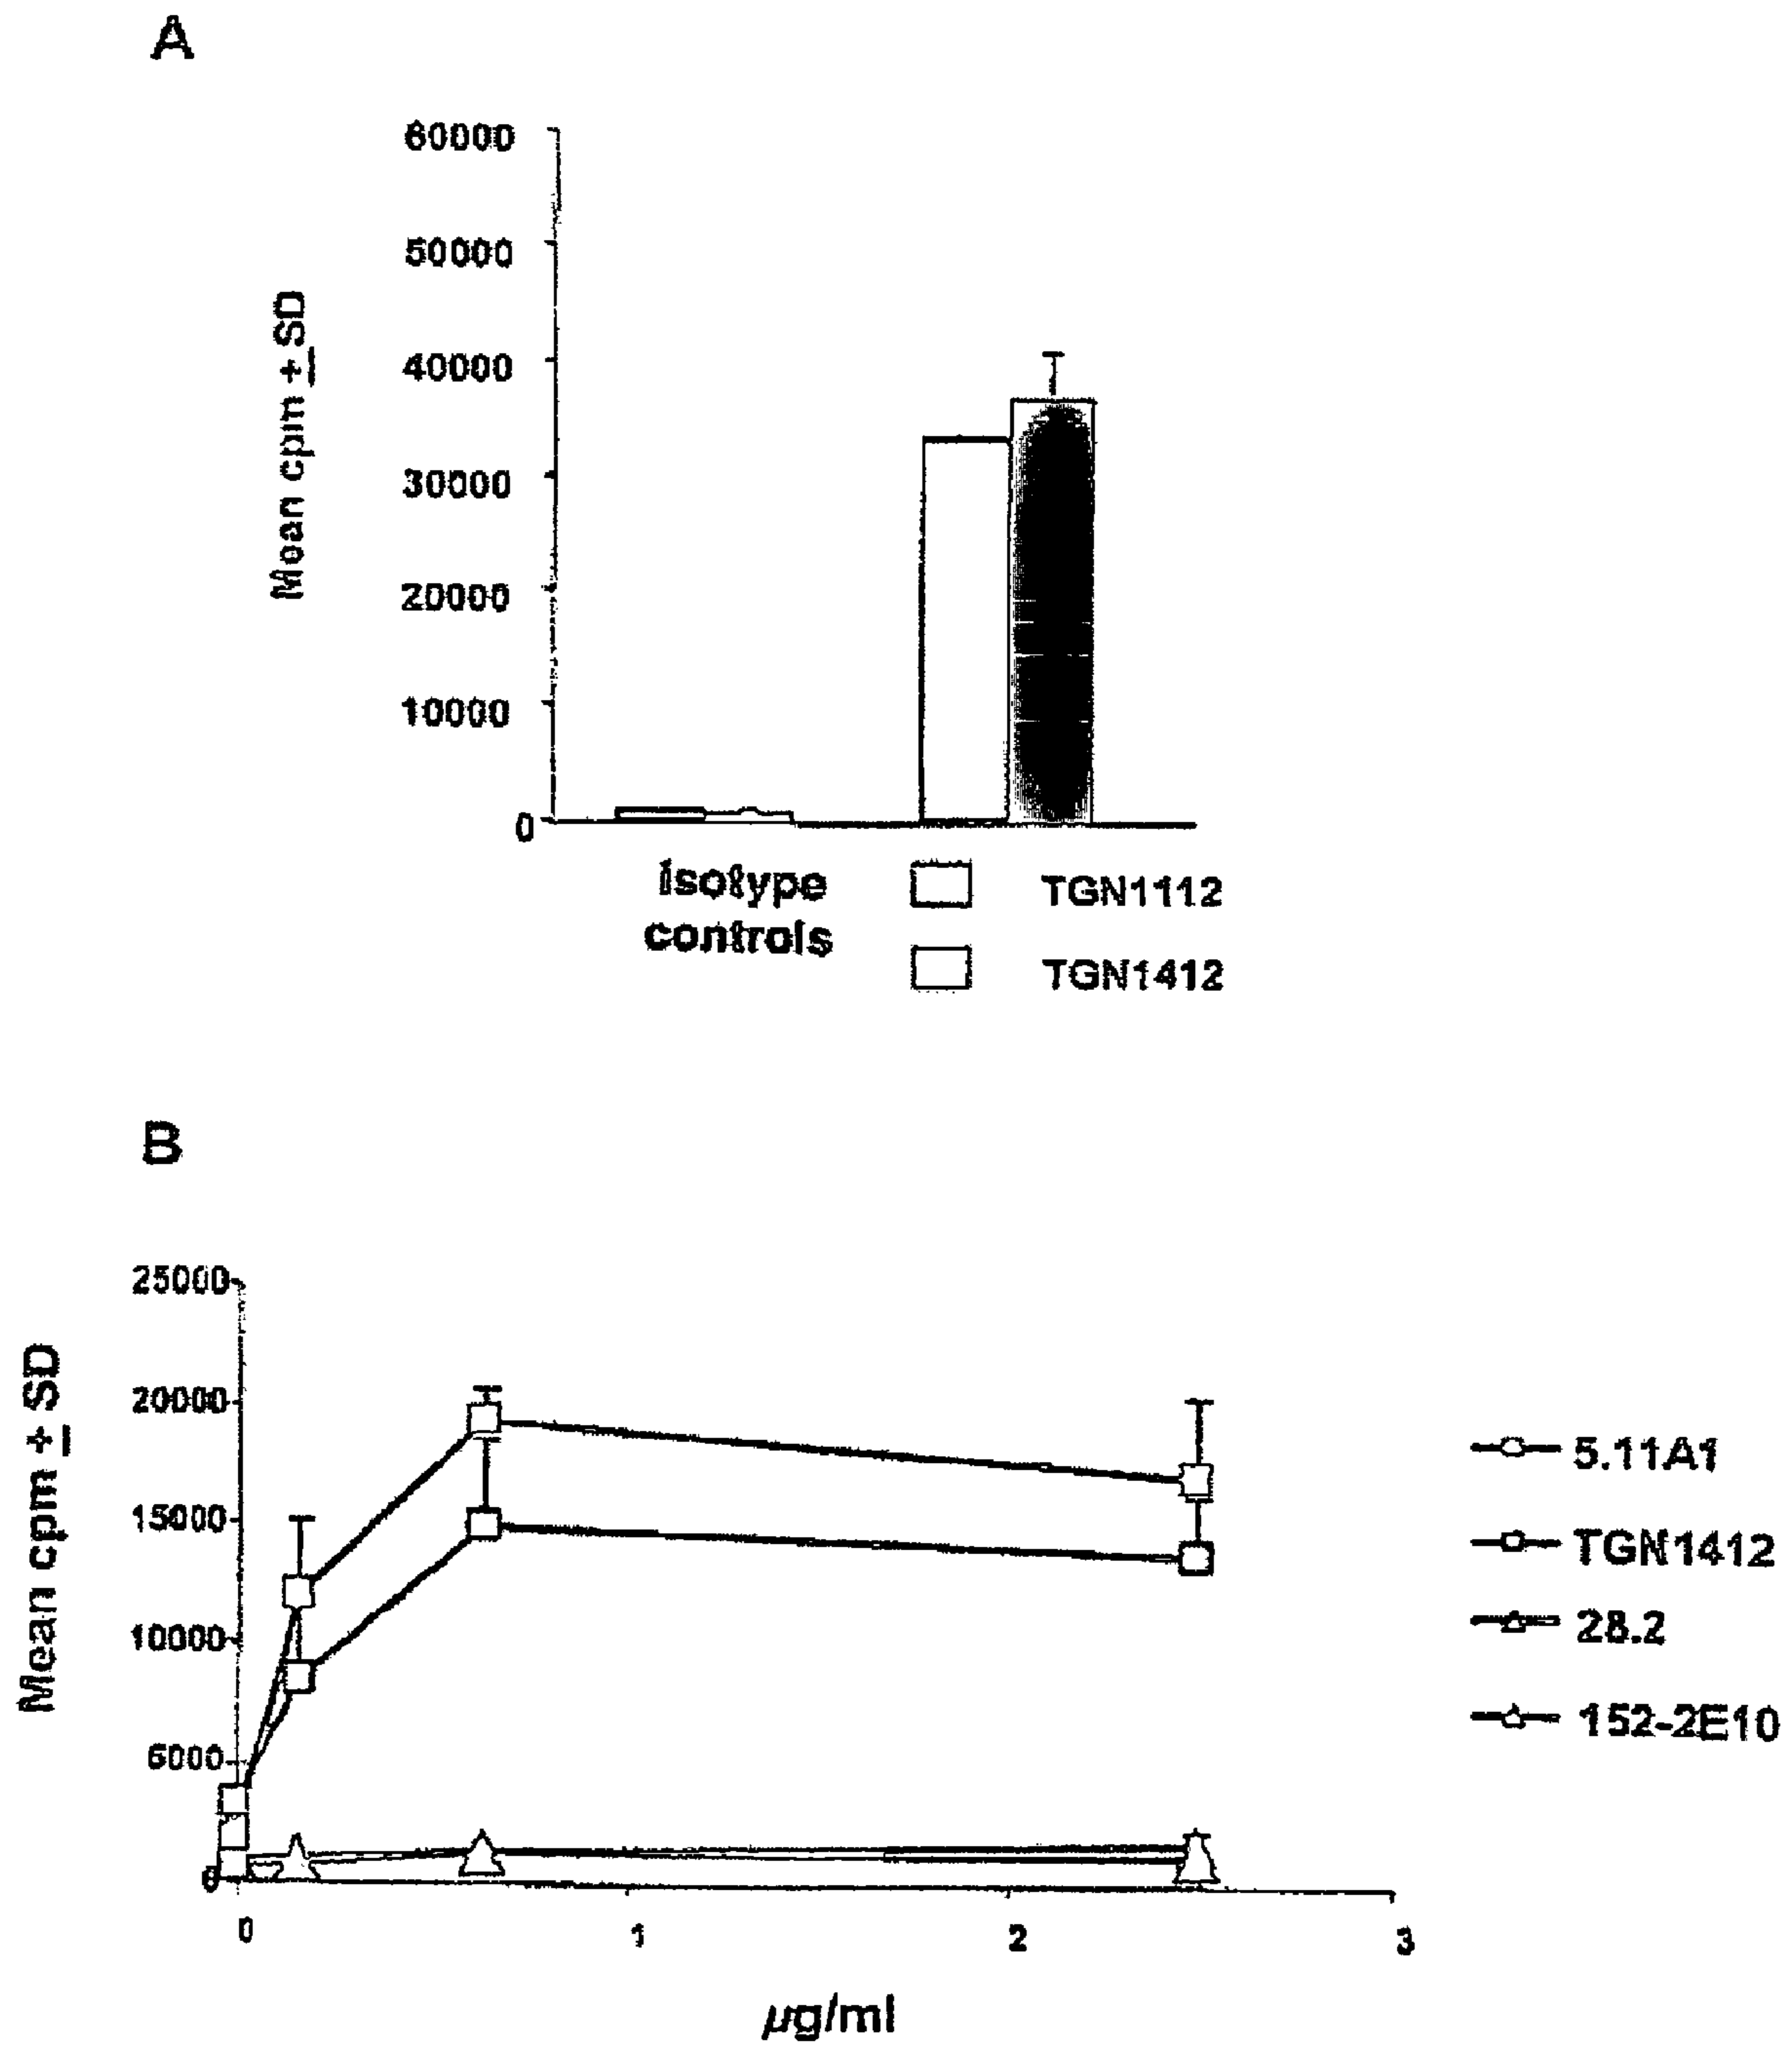 A
60000
50000
40000
30000
20000
10000
0
Mean cpm ± SD
isotype
controls
TGN1112
TGN1412
B
25000
20000
15000
10000
5000
0
Mean cpm ± SD
0 1 2 3
µg/ml
5.11A1
TGN1412
28.2
152-2E10